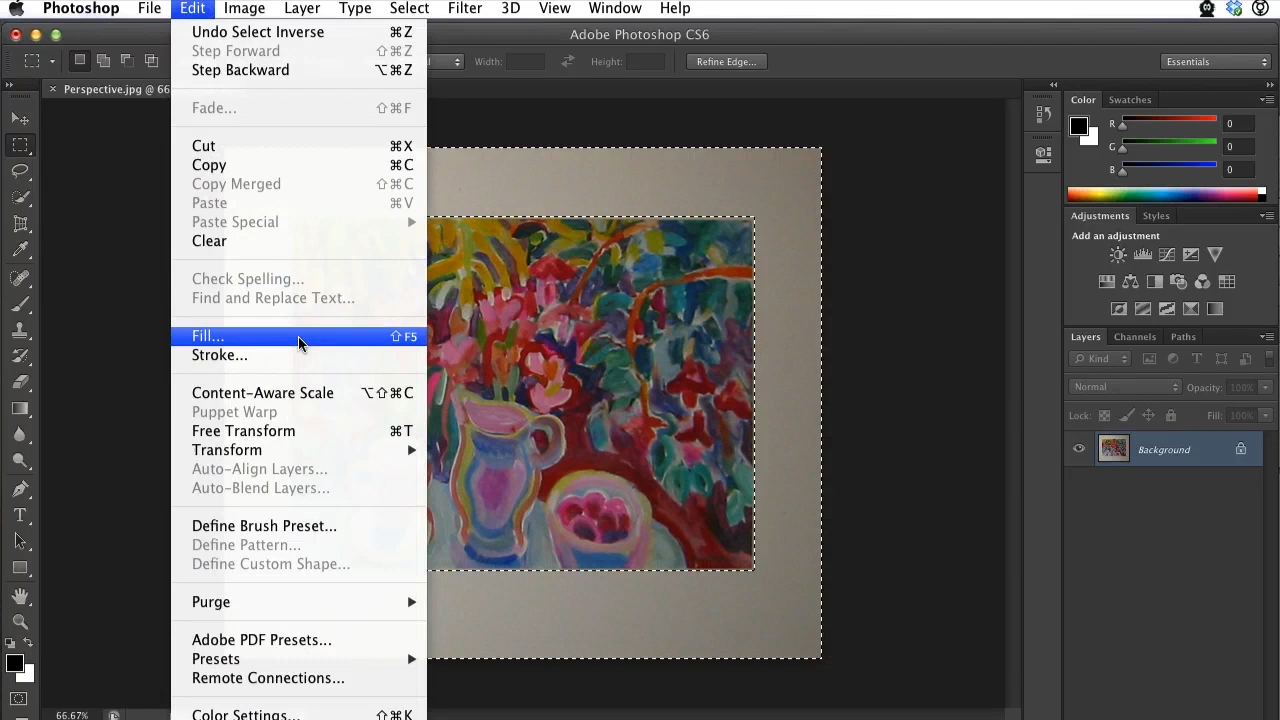 Photoshop File Edit Image Layer Type Select Filter 3D View Window Help
Adobe Photoshop CS6
Width: Height: Refine Edge... Essentials
× Perspective.jpg @ 66
Undo Select Inverse ⌘Z
Step Forward ⇧⌘Z
Step Backward ⌥⌘Z
Fade... ⇧⌘F
Cut ⌘X
Copy ⌘C
Copy Merged ⇧⌘C
Paste ⌘V
Paste Special
Clear
Check Spelling...
Find and Replace Text...
Fill... ⇧F5
Stroke...
Content-Aware Scale ⌥⇧⌘C
Puppet Warp
Free Transform ⌘T
Transform
Auto-Align Layers...
Auto-Blend Layers...
Define Brush Preset...
Define Pattern...
Define Custom Shape...
Purge
Adobe PDF Presets...
Presets
Remote Connections...
Color Settings... ⇧⌘K
66.67%
Color Swatches
R 0
G 0
B 0
Adjustments Styles
Add an adjustment
Layers Channels Paths
Kind T
Normal Opacity: 100%
Lock: Fill: 100%
Background
T